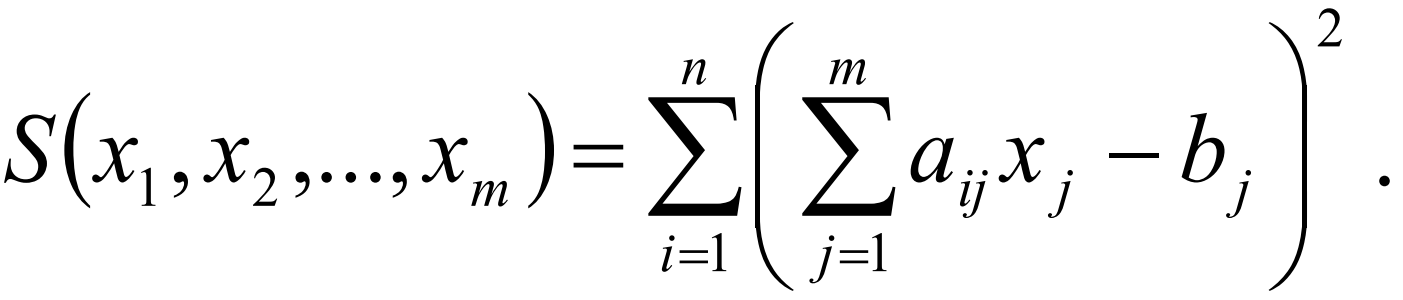 S(x_1, x_2, ..., x_m) = \sum_{i=1}^{n} \left( \sum_{j=1}^{m} a_{ij} x_j - b_j \right)^2 .